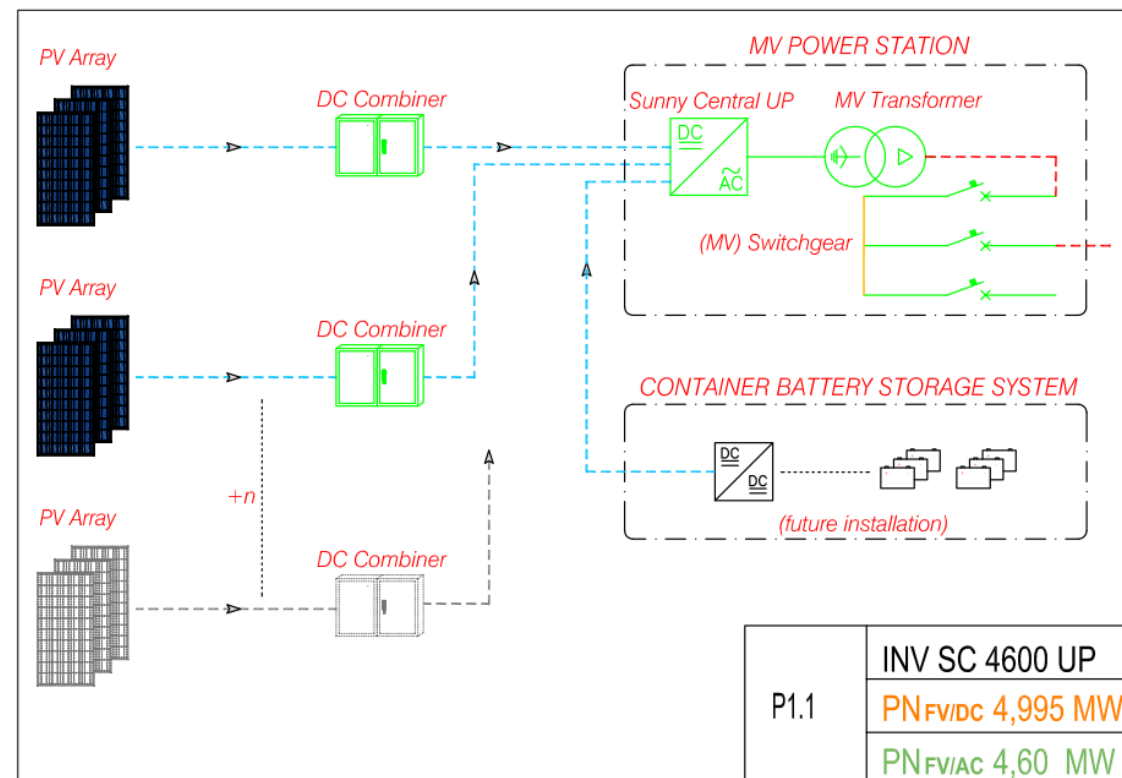 PV Array
DC Combiner
MV POWER STATION
Sunny Central UP
MV Transformer
DC
AC
(MV) Switchgear
PV Array
DC Combiner
CONTAINER BATTERY STORAGE SYSTEM
DC
DC
(future installation)
+n
PV Array
DC Combiner
P1.1
INV SC 4600 UP
PN FV/DC 4,995 MW
PN FV/AC 4,60 MW